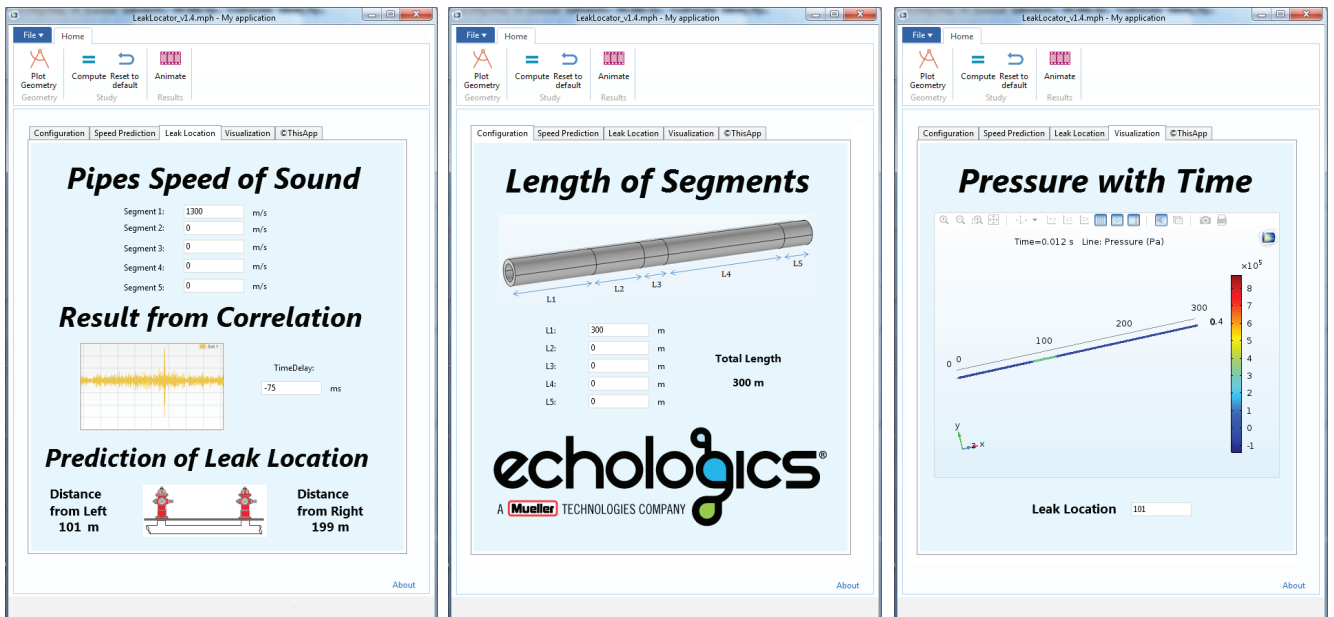 LeakLocator_v1.4.mph - My application
File ▾ Home
Plot Geometry
Compute
Reset to default
Animate
Geometry Study Results
Configuration Speed Prediction Leak Location Visualization ©ThisApp
Pipes Speed of Sound
Segment 1: 1300 m/s
Segment 2: 0 m/s
Segment 3: 0 m/s
Segment 4: 0 m/s
Segment 5: 0 m/s
Result from Correlation
TimeDelay:
-75 ms
Prediction of Leak Location
Distance
from Left
101 m
Distance
from Right
199 m
About
LeakLocator_v1.4.mph - My application
File ▾ Home
Plot Geometry
Compute
Reset to default
Animate
Geometry Study Results
Configuration Speed Prediction Leak Location Visualization ©ThisApp
Length of Segments
L1 L2 L3 L4 L5
L1: 300 m
L2: 0 m
L3: 0 m
L4: 0 m
L5: 0 m
Total Length
300 m
echologics®
A Mueller TECHNOLOGIES COMPANY
About
LeakLocator_v1.4.mph - My application
File ▾ Home
Plot Geometry
Compute
Reset to default
Animate
Geometry Study Results
Configuration Speed Prediction Leak Location Visualization ©ThisApp
Pressure with Time
Time=0.012 s Line: Pressure (Pa)
×10⁵
8
7
6
5
4
3
2
1
0
-1
300
200
100
0 0
y
z x
Leak Location 101
About